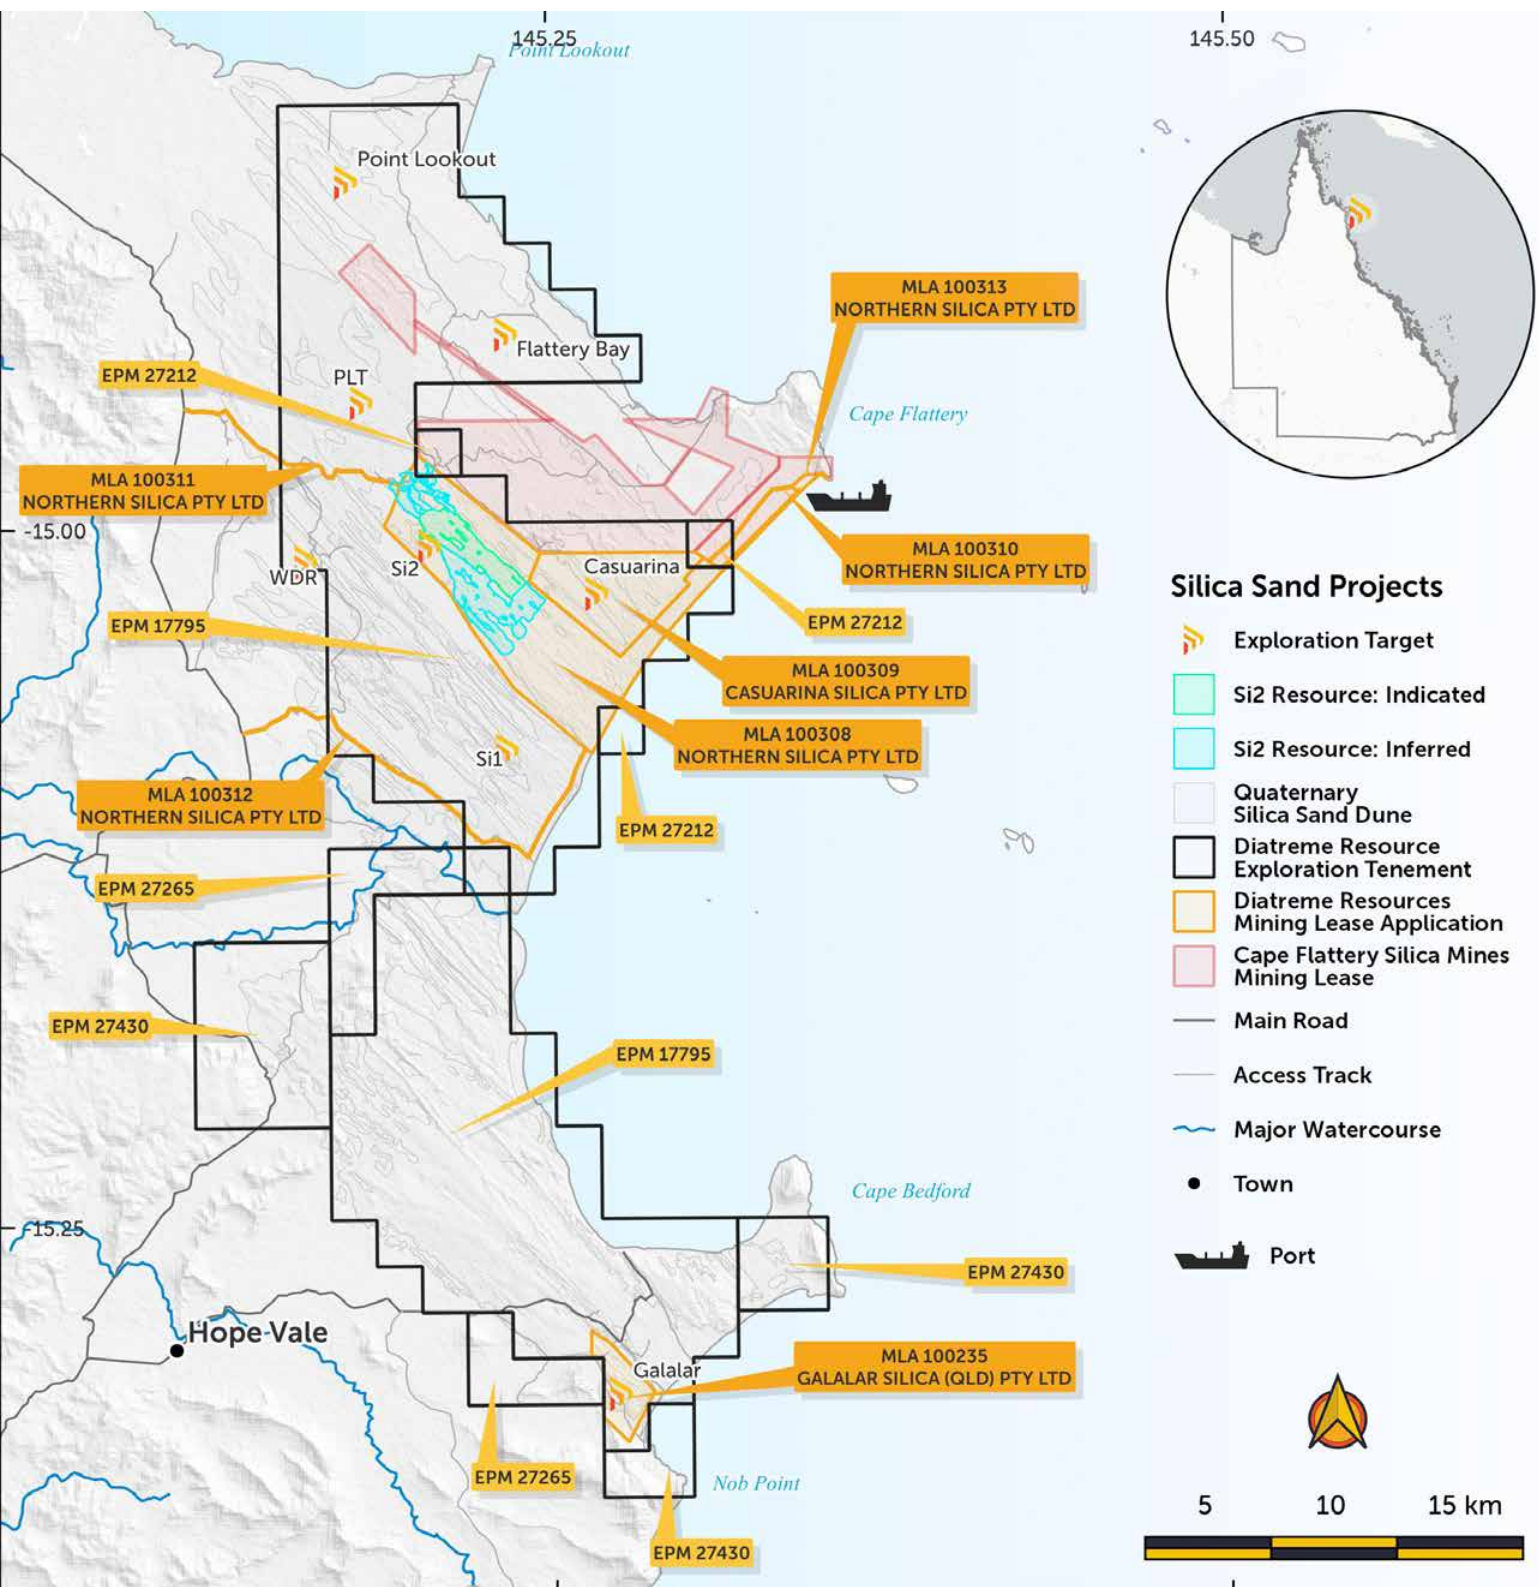 145.25
145.50
Point Lookout
Point Lookout
MLA 100313
NORTHERN SILICA PTY LTD
Flattery Bay
EPM 27212
PLT
Cape Flattery
MLA 100311
NORTHERN SILICA PTY LTD
-15.00
MLA 100310
NORTHERN SILICA PTY LTD
WDR
Si2
Casuarina
EPM 17795
EPM 27212
MLA 100309
CASUARINA SILICA PTY LTD
MLA 100308
NORTHERN SILICA PTY LTD
Si1
MLA 100312
NORTHERN SILICA PTY LTD
EPM 27212
EPM 27265
EPM 27430
EPM 17795
Cape Bedford
-15.25
EPM 27430
Hope Vale
MLA 100235
GALALAR SILICA (QLD) PTY LTD
Galalar
EPM 27265
Nob Point
EPM 27430
Silica Sand Projects
Exploration Target
Si2 Resource: Indicated
Si2 Resource: Inferred
Quaternary
Silica Sand Dune
Diatreme Resource
Exploration Tenement
Diatreme Resources
Mining Lease Application
Cape Flattery Silica Mines
Mining Lease
Main Road
Access Track
Major Watercourse
Town
Port
5 10 15 km